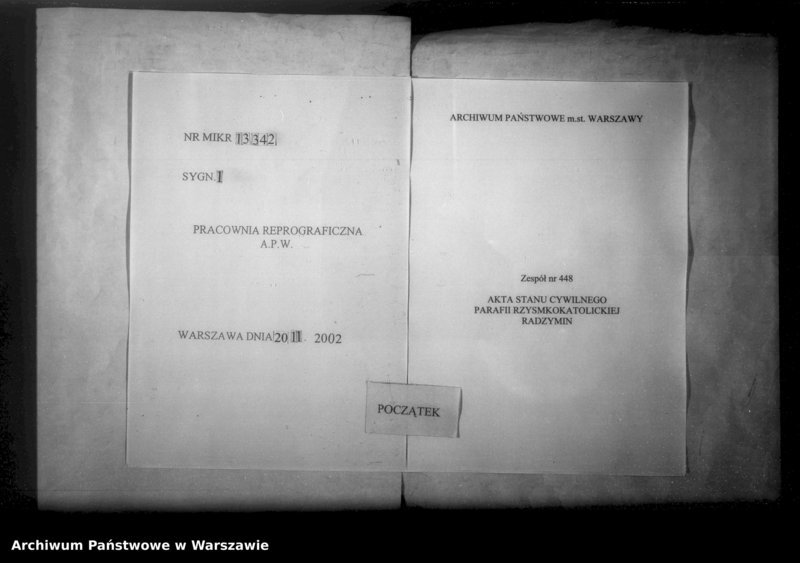 NR MIKR 13342
SYGN. 1
PRACOWNIA REPROGRAFICZNA
A.P.W.
WARSZAWA DNIA 20 11. 2002
ARCHIWUM PAŃSTWOWE m.st. WARSZAWY
Zespół nr 448
AKTA STANU CYWILNEGO
PARAFII RZYSMKOKATOLICKIEJ
RADZYMIN
POCZĄTEK
Archiwum Państwowe w Warszawie